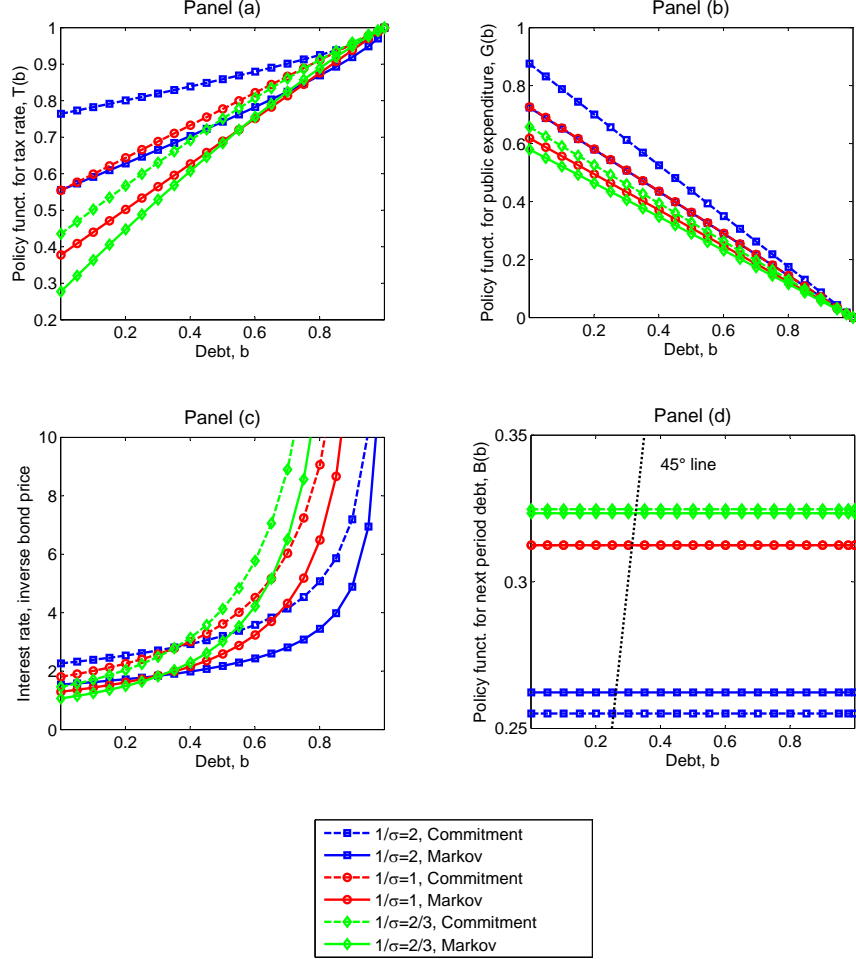 Panel (a)
Policy funct. for tax rate, T(b)
1
0.9
0.8
0.7
0.6
0.5
0.4
0.3
0.2
0.2
0.4
0.6
0.8
Debt, b
Panel (b)
Policy funct. for public expenditure, G(b)
1
0.8
0.6
0.4
0.2
0
0.2
0.4
0.6
0.8
Debt, b
Panel (c)
Interest rate, inverse bond price
10
8
6
4
2
0
0.2
0.4
0.6
0.8
Debt, b
Panel (d)
Policy funct. for next period debt, B(b)
0.35
0.3
0.25
45° line
0.2
0.4
0.6
0.8
Debt, b
1/σ=2, Commitment
1/σ=2, Markov
1/σ=1, Commitment
1/σ=1, Markov
1/σ=2/3, Commitment
1/σ=2/3, Markov